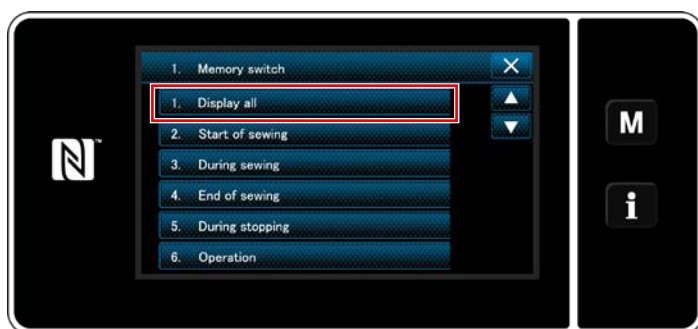 1. Memory switch
1. Display all
2. Start of sewing
3. During sewing
4. End of sewing
5. During stopping
6. Operation
M
i